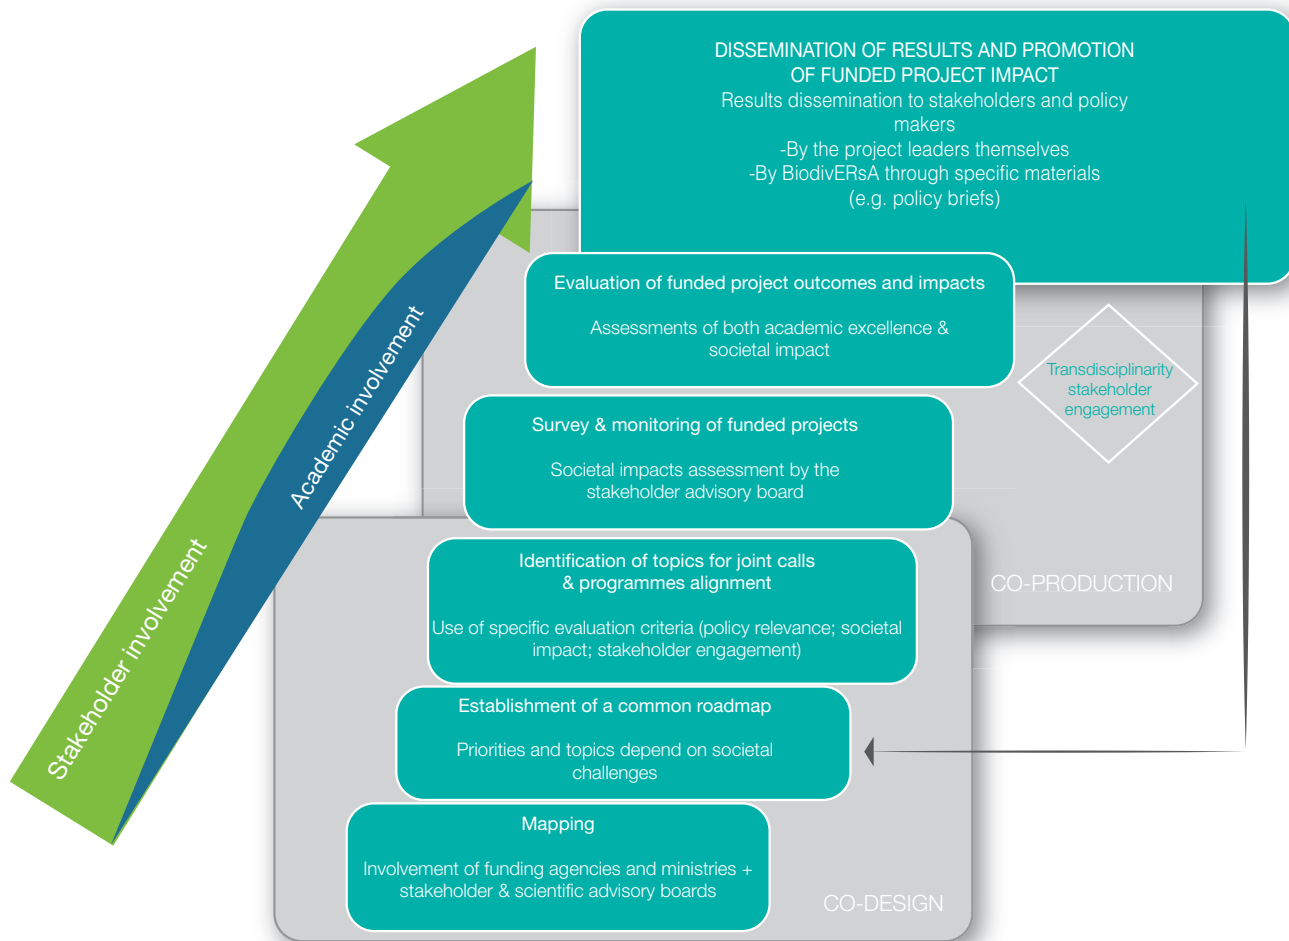 DISSEMINATION OF RESULTS AND PROMOTION
OF FUNDED PROJECT IMPACT
Results dissemination to stakeholders and policy
makers
-By the project leaders themselves
-By BiodivERsA through specific materials
(e.g. policy briefs)
Evaluation of funded project outcomes and impacts
Assessments of both academic excellence &
societal impact
Transdisciplinarity
stakeholder
engagement
Survey & monitoring of funded projects
Societal impacts assessment by the
stakeholder advisory board
Identification of topics for joint calls
& programmes alignment
Use of specific evaluation criteria (policy relevance; societal
impact; stakeholder engagement)
CO-PRODUCTION
Establishment of a common roadmap
Priorities and topics depend on societal
challenges
Mapping
Involvement of funding agencies and ministries +
stakeholder & scientific advisory boards
CO-DESIGN
Stakeholder involvement
Academic involvement